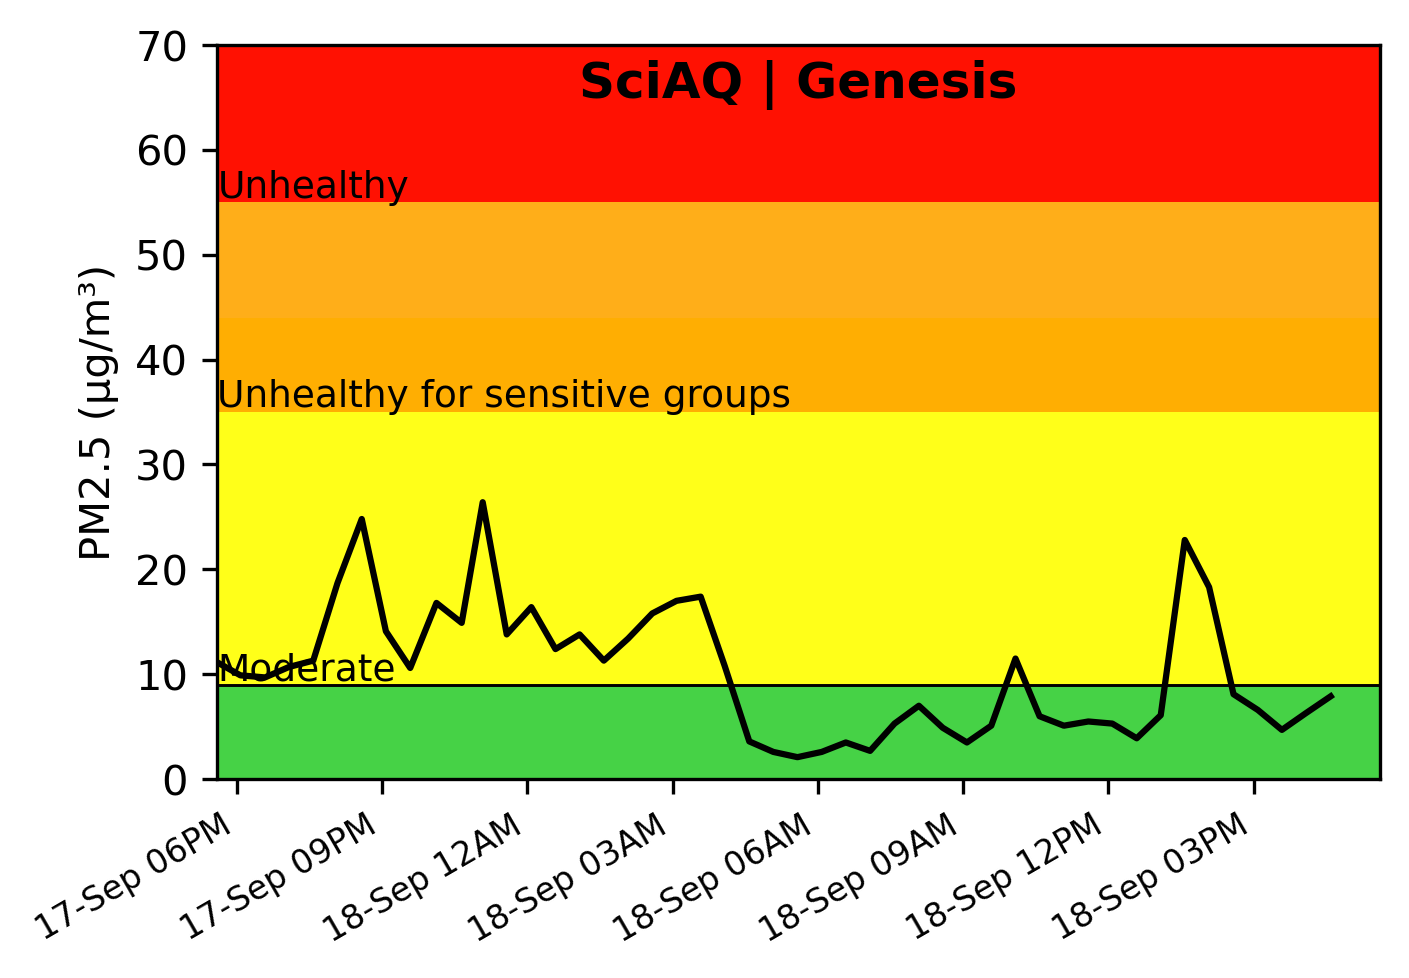 SciAQ | Genesis
70
60
50
40
30
20
10
0
PM2.5 (µg/m³)
Unhealthy
Unhealthy for sensitive groups
Moderate
17-Sep 06PM
17-Sep 09PM
18-Sep 12AM
18-Sep 03AM
18-Sep 06AM
18-Sep 09AM
18-Sep 12PM
18-Sep 03PM